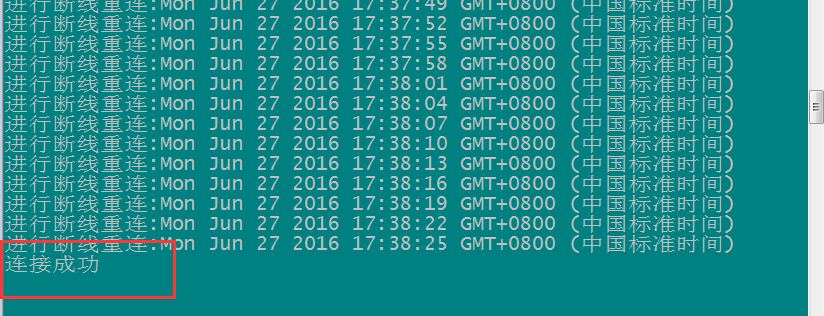 进行断线重连:Mon Jun 27 2016 17:37:49 GMT+0800 (中国标准时间)
进行断线重连:Mon Jun 27 2016 17:37:52 GMT+0800 (中国标准时间)
进行断线重连:Mon Jun 27 2016 17:37:55 GMT+0800 (中国标准时间)
进行断线重连:Mon Jun 27 2016 17:37:58 GMT+0800 (中国标准时间)
进行断线重连:Mon Jun 27 2016 17:38:01 GMT+0800 (中国标准时间)
进行断线重连:Mon Jun 27 2016 17:38:04 GMT+0800 (中国标准时间)
进行断线重连:Mon Jun 27 2016 17:38:07 GMT+0800 (中国标准时间)
进行断线重连:Mon Jun 27 2016 17:38:10 GMT+0800 (中国标准时间)
进行断线重连:Mon Jun 27 2016 17:38:13 GMT+0800 (中国标准时间)
进行断线重连:Mon Jun 27 2016 17:38:16 GMT+0800 (中国标准时间)
进行断线重连:Mon Jun 27 2016 17:38:19 GMT+0800 (中国标准时间)
进行断线重连:Mon Jun 27 2016 17:38:22 GMT+0800 (中国标准时间)
进行断线重连:Mon Jun 27 2016 17:38:25 GMT+0800 (中国标准时间)
连接成功